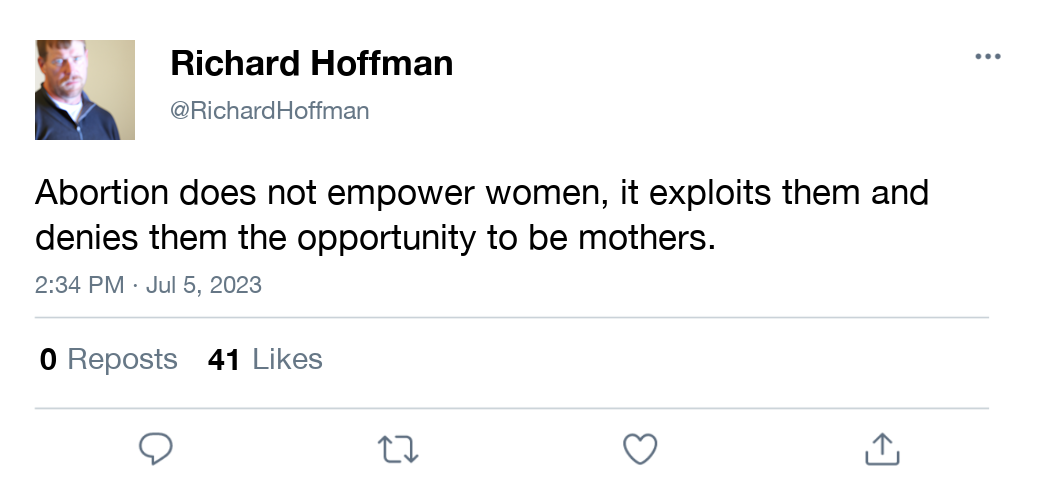 Richard Hoffman
@RichardHoffman
Abortion does not empower women, it exploits them and
denies them the opportunity to be mothers.
2:34 PM · Jul 5, 2023
0 Reposts 41 Likes